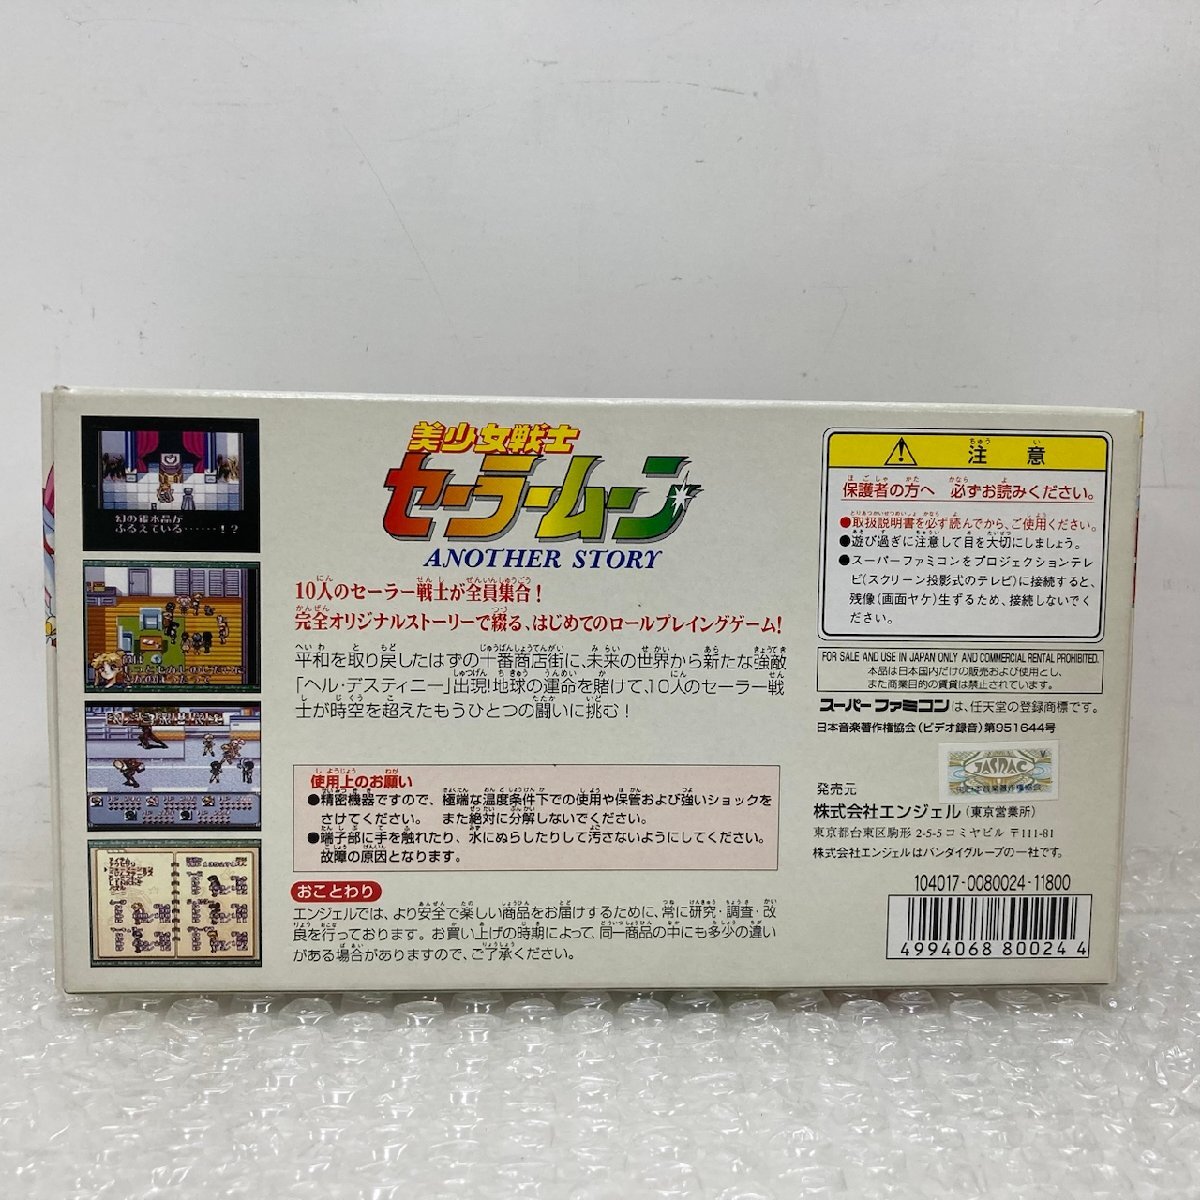 美少女戦士
セーラームーン
ANOTHER STORY
10人のセーラー戦士が全員集合!
完全オリジナルストーリーで綴る、はじめてのロールプレイングゲーム!
平和を取り戻したはずの十番商店街に、未来の世界から新たな強敵
「ヘル・デスティニー」出現!地球の運命を賭けて、10人のセーラー戦
士が時空を超えたもうひとつの闘いに挑む!
使用上のお願い
●精密機器ですので、極端な温度条件下での使用や保管および強いショックを
さけてください。また絶対に分解しないでください。
●端子部に手を触れたり、水にぬらしたりして汚さないようにしてください。
故障の原因となります。
おことわり
エンジェルでは、より安全で楽しい商品をお届けするために、常に研究・調査・改
良を行っております。お買い上げの時期によって、同一商品の中にも多少の違い
がある場合がありますので、ご了承ください。
幻の銀水晶が
ふるえている……!?
注意
保護者の方へ 必ずお読みください。
●取扱説明書を必ず読んでから、ご使用ください。
●遊び過ぎに注意して目を大切にしましょう。
●スーパーファミコンをプロジェクションテレ
ビ(スクリーン投影式のテレビ)に接続すると、
残像(画面ヤケ)生ずるため、接続しないでく
ださい。
FOR SALE AND USE IN JAPAN ONLY AND COMMERCIAL RENTAL PROHIBITED.
本品は日本国内だけの販売および使用とし、
また商業目的の賃貸は禁止されています。
スーパーファミコンは、任天堂の登録商標です。
日本音楽著作権協会(ビデオ録音)第951644号
JASRAC
発売元
株式会社エンジェル(東京営業所)
東京都台東区駒形 2-5-5コミヤビル 〒111-81
株式会社エンジェルはバンダイグループの一社です。
104017-0080024-11800
4 994068 80024 4